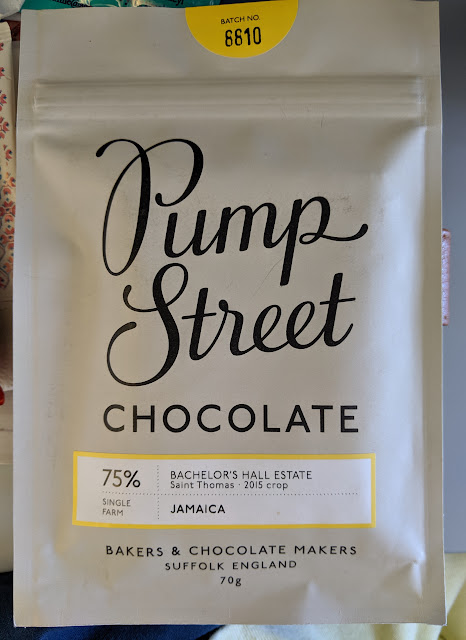 BATCH NO.
8810
Pump
Street
CHOCOLATE
75%
BACHELOR'S HALL ESTATE
Saint Thomas · 2015 crop
SINGLE
FARM
JAMAICA
BAKERS & CHOCOLATE MAKERS
SUFFOLK ENGLAND
70g